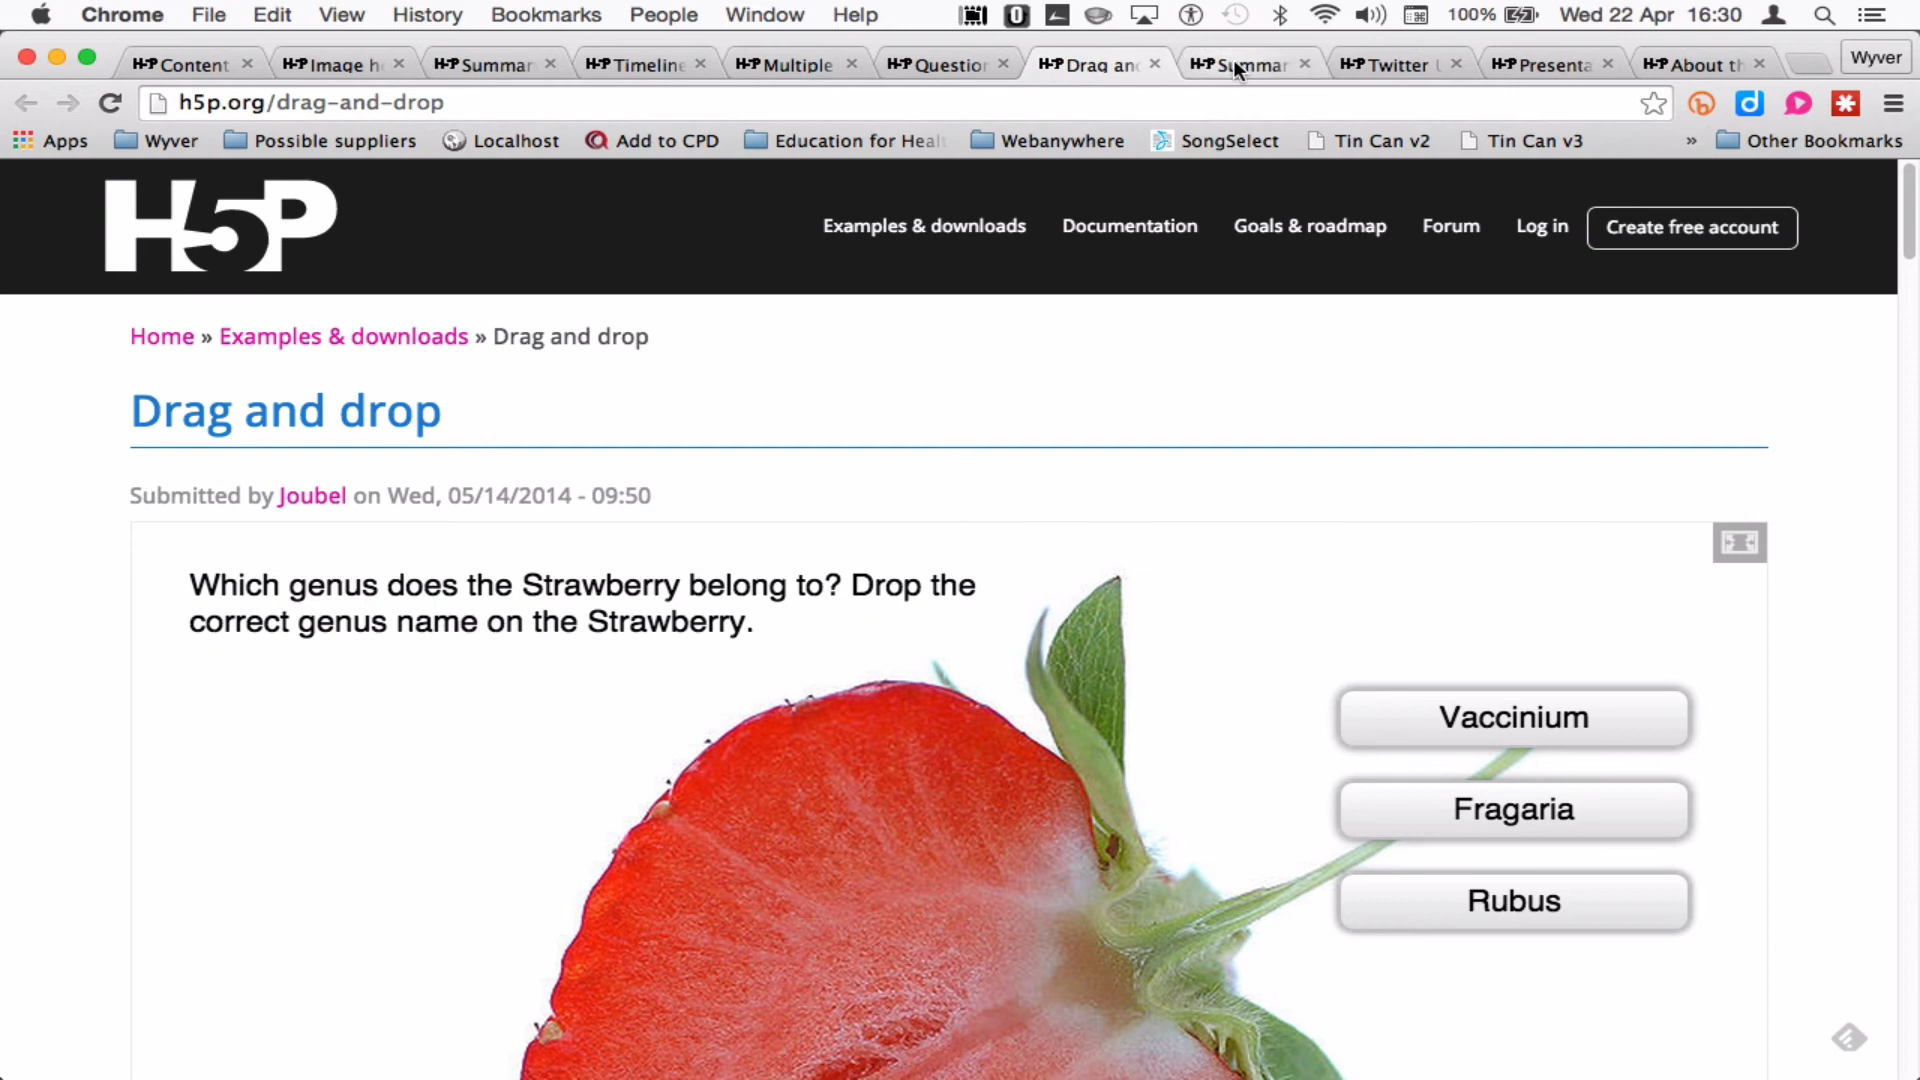 Chrome File Edit View History Bookmarks People Window Help 100% Wed 22 Apr 16:30
H-P Content H-P Image h H-P Summar H-P Timeline H-P Multiple H-P Question H-P Drag an H-P Summar H-P Twitter H-P Presenta H-P About th Wyver
h5p.org/drag-and-drop
Apps Wyver Possible suppliers Localhost Add to CPD Education for Heal Webanywhere SongSelect Tin Can v2 Tin Can v3 » Other Bookmarks
H5P
Examples & downloads Documentation Goals & roadmap Forum Log in Create free account
Home » Examples & downloads » Drag and drop
Drag and drop
Submitted by Joubel on Wed, 05/14/2014 - 09:50
Which genus does the Strawberry belong to? Drop the
correct genus name on the Strawberry.
Vaccinium
Fragaria
Rubus